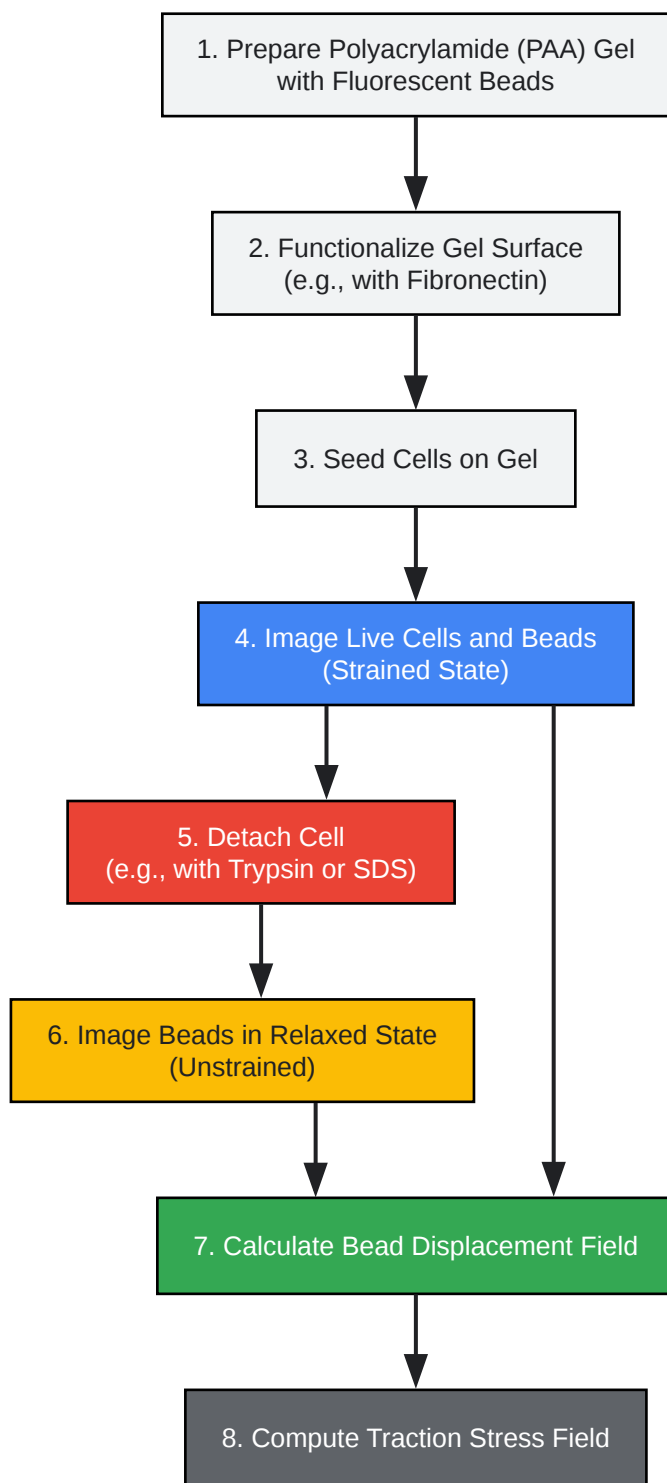 1. Prepare Polyacrylamide (PAA) Gel
with Fluorescent Beads
2. Functionalize Gel Surface
(e.g., with Fibronectin)
3. Seed Cells on Gel
4. Image Live Cells and Beads
(Strained State)
5. Detach Cell
(e.g., with Trypsin or SDS)
6. Image Beads in Relaxed State
(Unstrained)
7. Calculate Bead Displacement Field
8. Compute Traction Stress Field